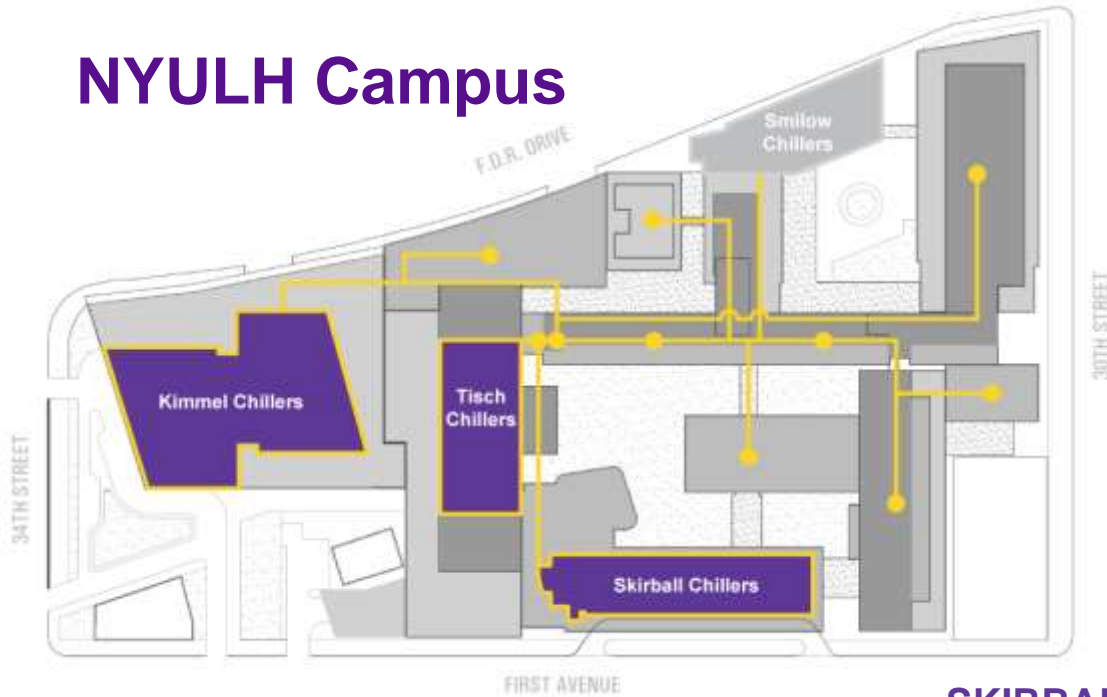 NYULH Campus
F.D.R. DRIVE
Smilow
Chillers
30TH STREET
Kimmel Chillers
Tisch
Chillers
34TH STREET
Skirball Chillers
FIRST AVENUE